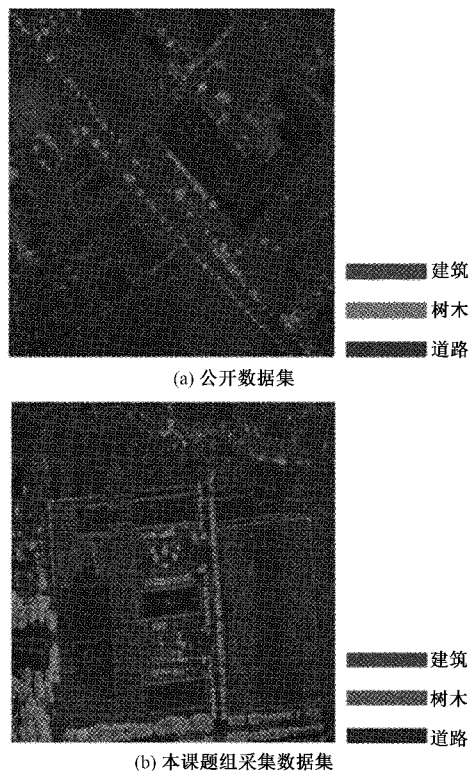 建筑
树木
道路
(a) 公开数据集
建筑
树木
道路
(b) 本课题组采集数据集